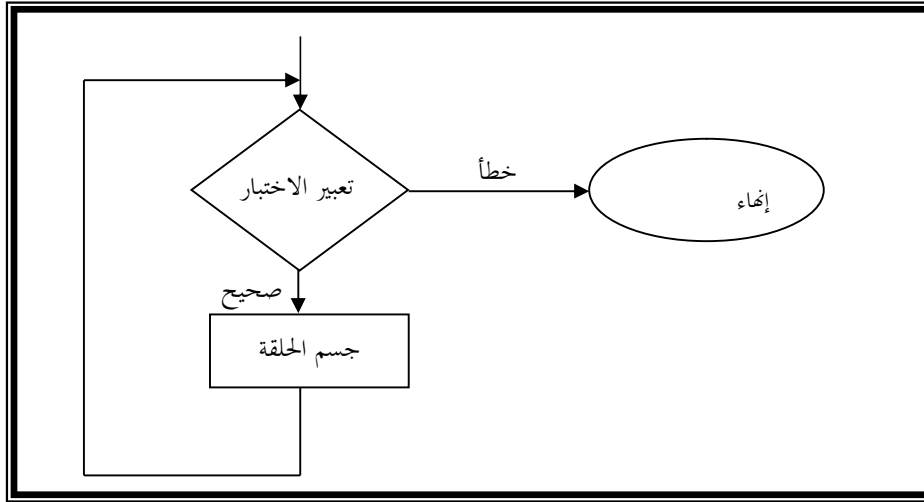 خطأ
تعبير الاختبار
إنهاء
صحيح
جسم الحلقة